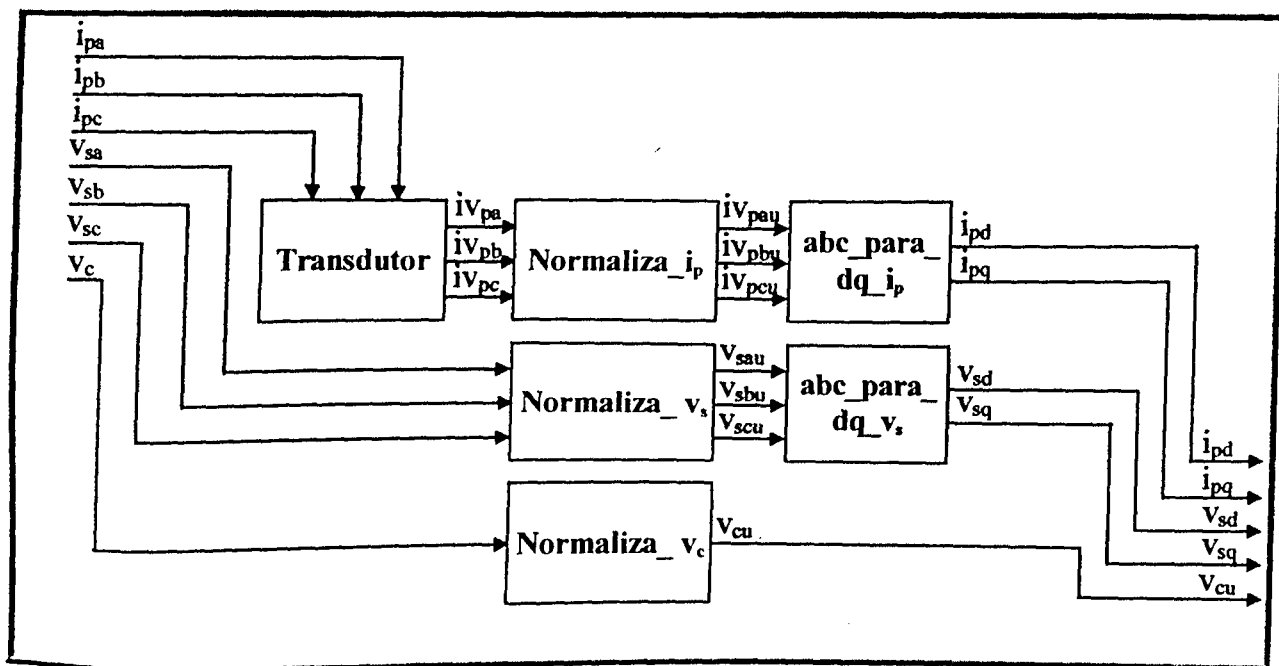 ipa
ipb
ipc
vsa
vsb
vsc
vc
Transdutor
ivpa
ivpb
ivpc
Normaliza_ip
ivpau
ivpbu
ivpcu
abc_para_
dq_ip
ipd
ipq
Normaliza_ vs
vsau
vsbu
vscu
abc_para_
dq_vs
vsd
vsq
Normaliza_ vc
vcu
ipd
ipq
vsd
vsq
vcu